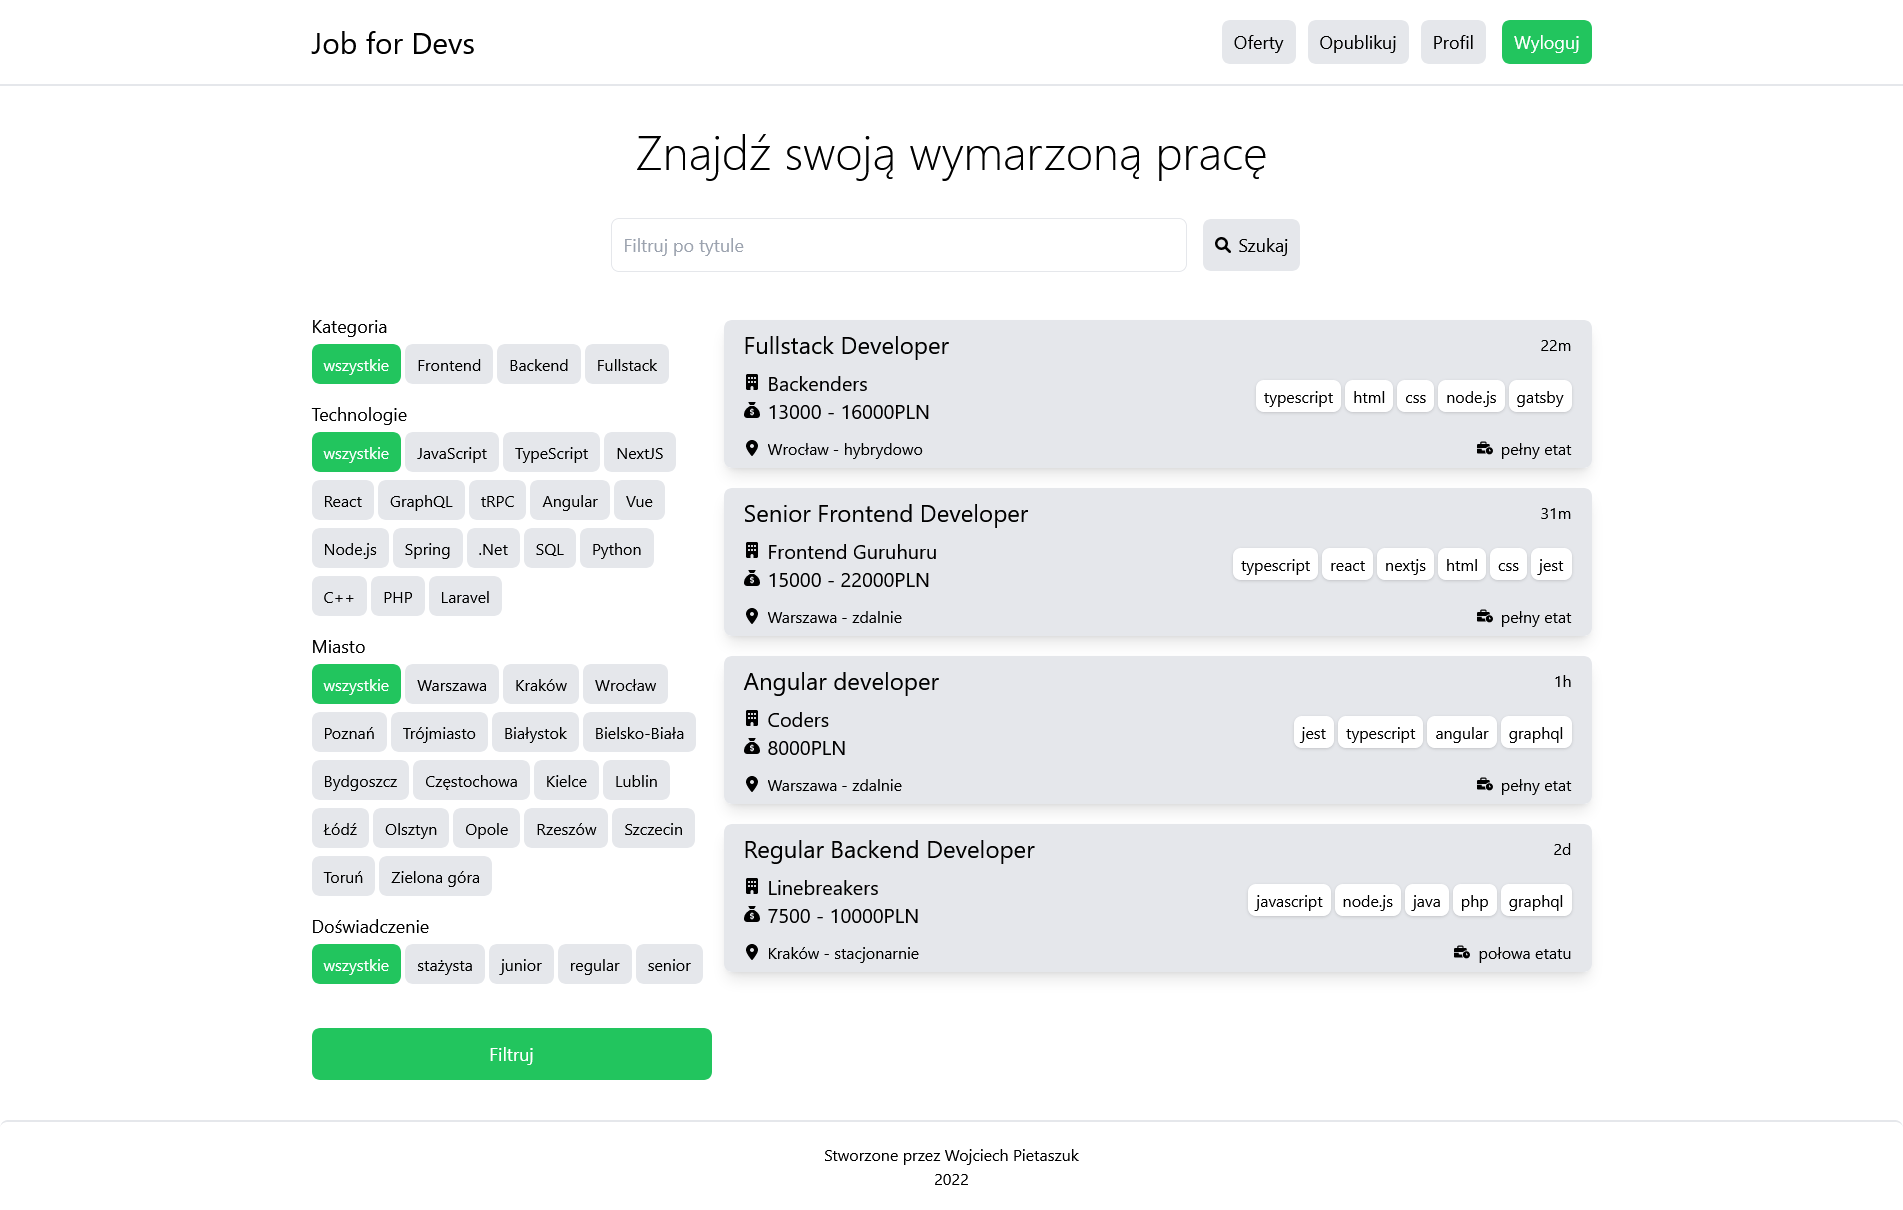 Job for Devs
Oferty Opublikuj Profil Wyloguj
Znajdź swoją wymarzoną pracę
Filtruj po tytule
Szukaj
Kategoria
wszystkie Frontend Backend Fullstack
Technologie
wszystkie JavaScript TypeScript NextJS
React GraphQL tRPC Angular Vue
Node.js Spring .Net SQL Python
C++ PHP Laravel
Miasto
wszystkie Warszawa Kraków Wrocław
Poznań Trójmiasto Białystok Bielsko-Biała
Bydgoszcz Częstochowa Kielce Lublin
Łódź Olsztyn Opole Rzeszów Szczecin
Toruń Zielona góra
Doświadczenie
wszystkie stażysta junior regular senior
Filtruj
Fullstack Developer 22m
Backenders
13000 - 16000PLN
typescript html css node.js gatsby
Wrocław - hybrydowo pełny etat
Senior Frontend Developer 31m
Frontend Guruhuru
15000 - 22000PLN
typescript react nextjs html css jest
Warszawa - zdalnie pełny etat
Angular developer 1h
Coders
8000PLN
jest typescript angular graphql
Warszawa - zdalnie pełny etat
Regular Backend Developer 2d
Linebreakers
7500 - 10000PLN
javascript node.js java php graphql
Kraków - stacjonarnie połowa etatu
Stworzone przez Wojciech Pietaszuk
2022